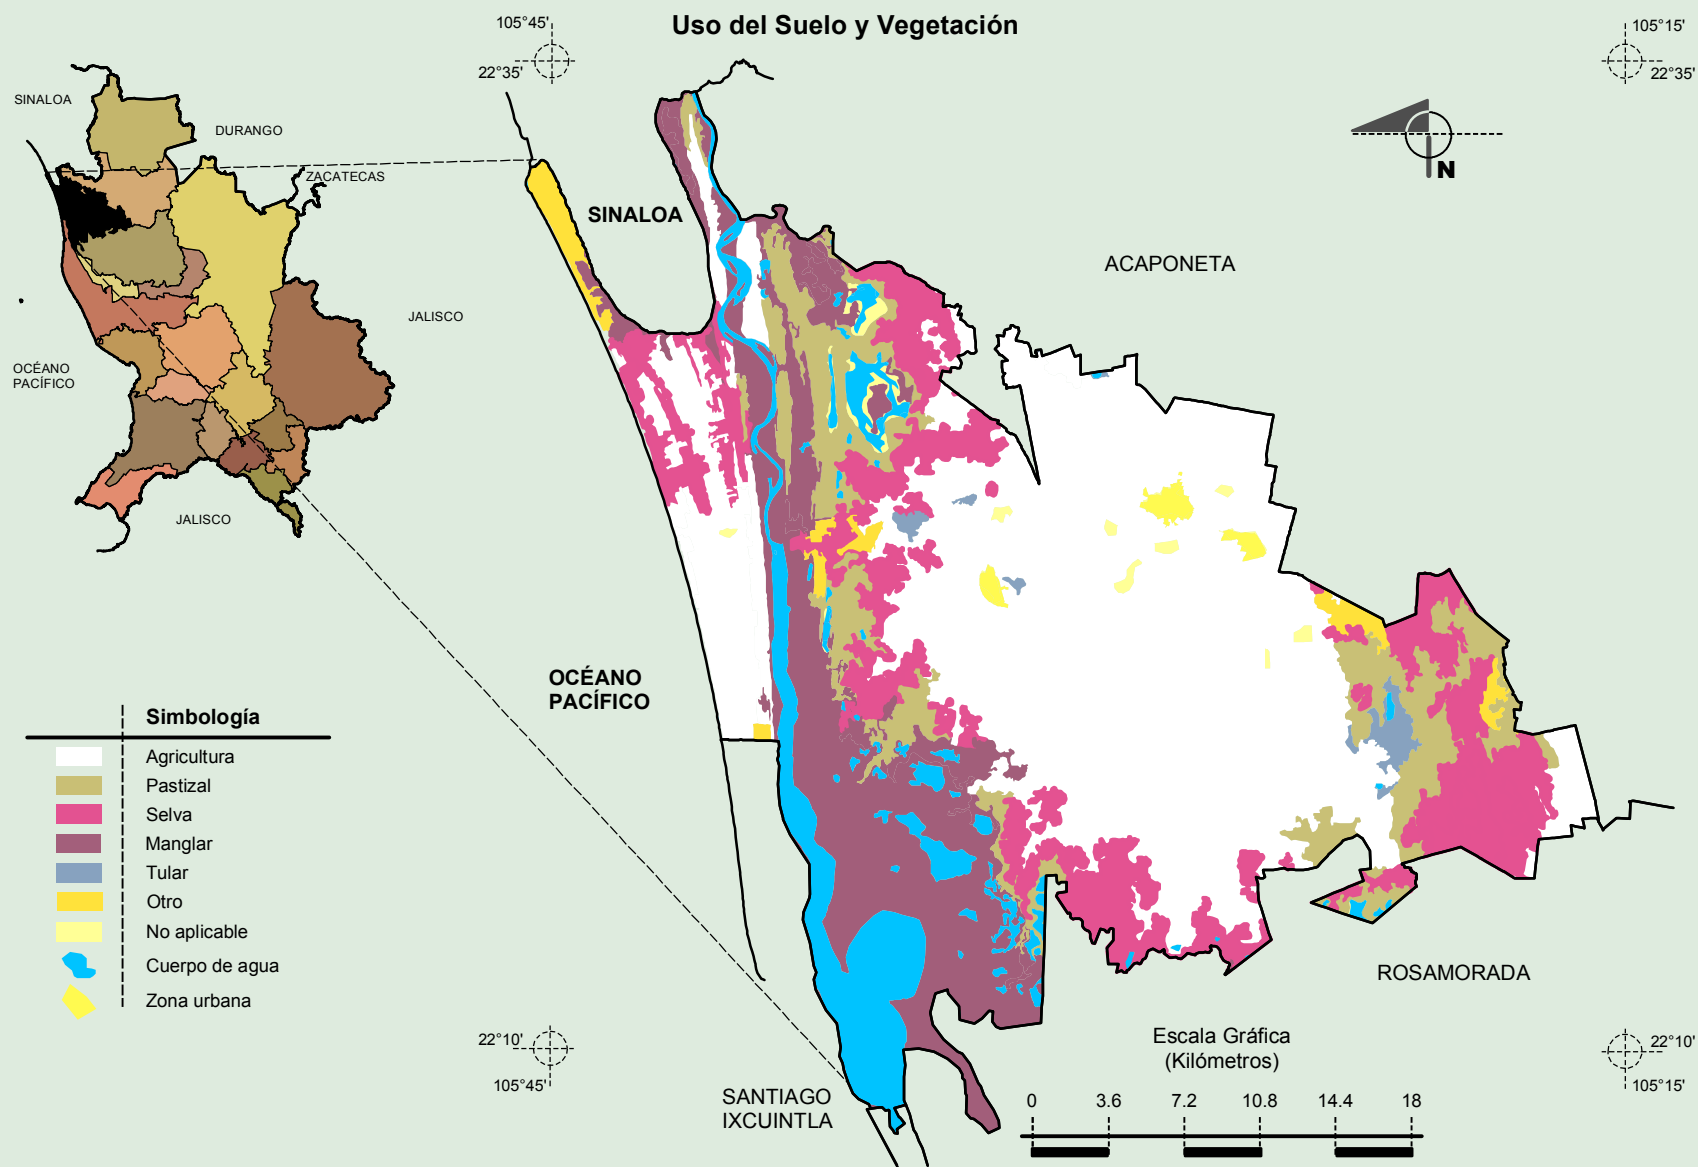 Uso del Suelo y Vegetación
105°45'
22°35'
105°15'
22°35'
SINALOA
DURANGO
ZACATECAS
JALISCO
OCÉANO
PACÍFICO
JALISCO
N
SINALOA
ACAPONETA
OCÉANO
PACÍFICO
Simbología
Agricultura
Pastizal
Selva
Manglar
Tular
Otro
No aplicable
Cuerpo de agua
Zona urbana
ROSAMORADA
22°10'
105°45'
SANTIAGO
IXCUINTLA
Escala Gráfica
(Kilómetros)
0 3.6 7.2 10.8 14.4 18
22°10'
105°15'